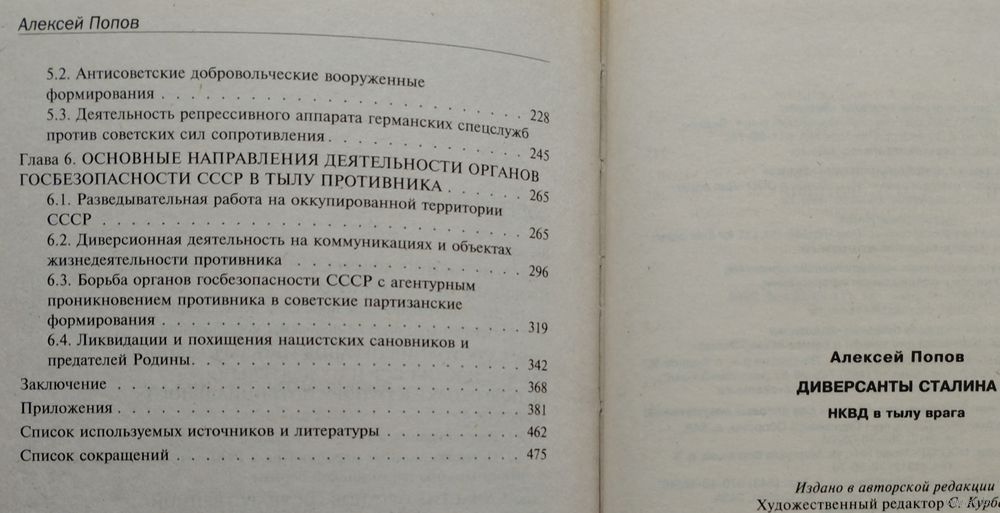 Алексей Попов
5.2. Антисоветские добровольческие вооруженные
формирования . . . . . . . . . . . . . . . . . . . . . . 228
5.3. Деятельность репрессивного аппарата германских спецслужб
против советских сил сопротивления . . . . . . . . . . . . 245
Глава 6. ОСНОВНЫЕ НАПРАВЛЕНИЯ ДЕЯТЕЛЬНОСТИ ОРГАНОВ
ГОСБЕЗОПАСНОСТИ СССР В ТЫЛУ ПРОТИВНИКА . . . . . 265
6.1. Разведывательная работа на оккупированной территории
СССР . . . . . . . . . . . . . . . . . . . . . . . . . . 265
6.2. Диверсионная деятельность на коммуникациях и объектах
жизнедеятельности противника . . . . . . . . . . . . . . 296
6.3. Борьба органов госбезопасности СССР с агентурным
проникновением противника в советские партизанские
формирования . . . . . . . . . . . . . . . . . . . . . . 319
6.4. Ликвидации и похищения нацистских сановников и
предателей Родины. . . . . . . . . . . . . . . . . . . . 342
Заключение . . . . . . . . . . . . . . . . . . . . . . . 368
Приложения . . . . . . . . . . . . . . . . . . . . . . . 381
Список используемых источников и литературы . . . . . . 462
Список сокращений . . . . . . . . . . . . . . . . . . . 475
Алексей Попов
ДИВЕРСАНТЫ СТАЛИНА
НКВД в тылу врага
Издано в авторской редакции
Художественный редактор С.